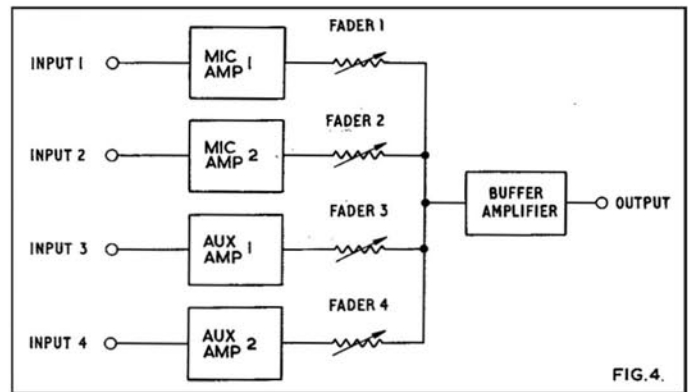 FADER 1
INPUT 1
MIC
AMP 1
FADER 2
INPUT 2
MIC
AMP 2
BUFFER
AMPLIFIER
OUTPUT
FADER 3
INPUT 3
AUX
AMP 1
FADER 4
INPUT 4
AUX
AMP 2
FIG.4.